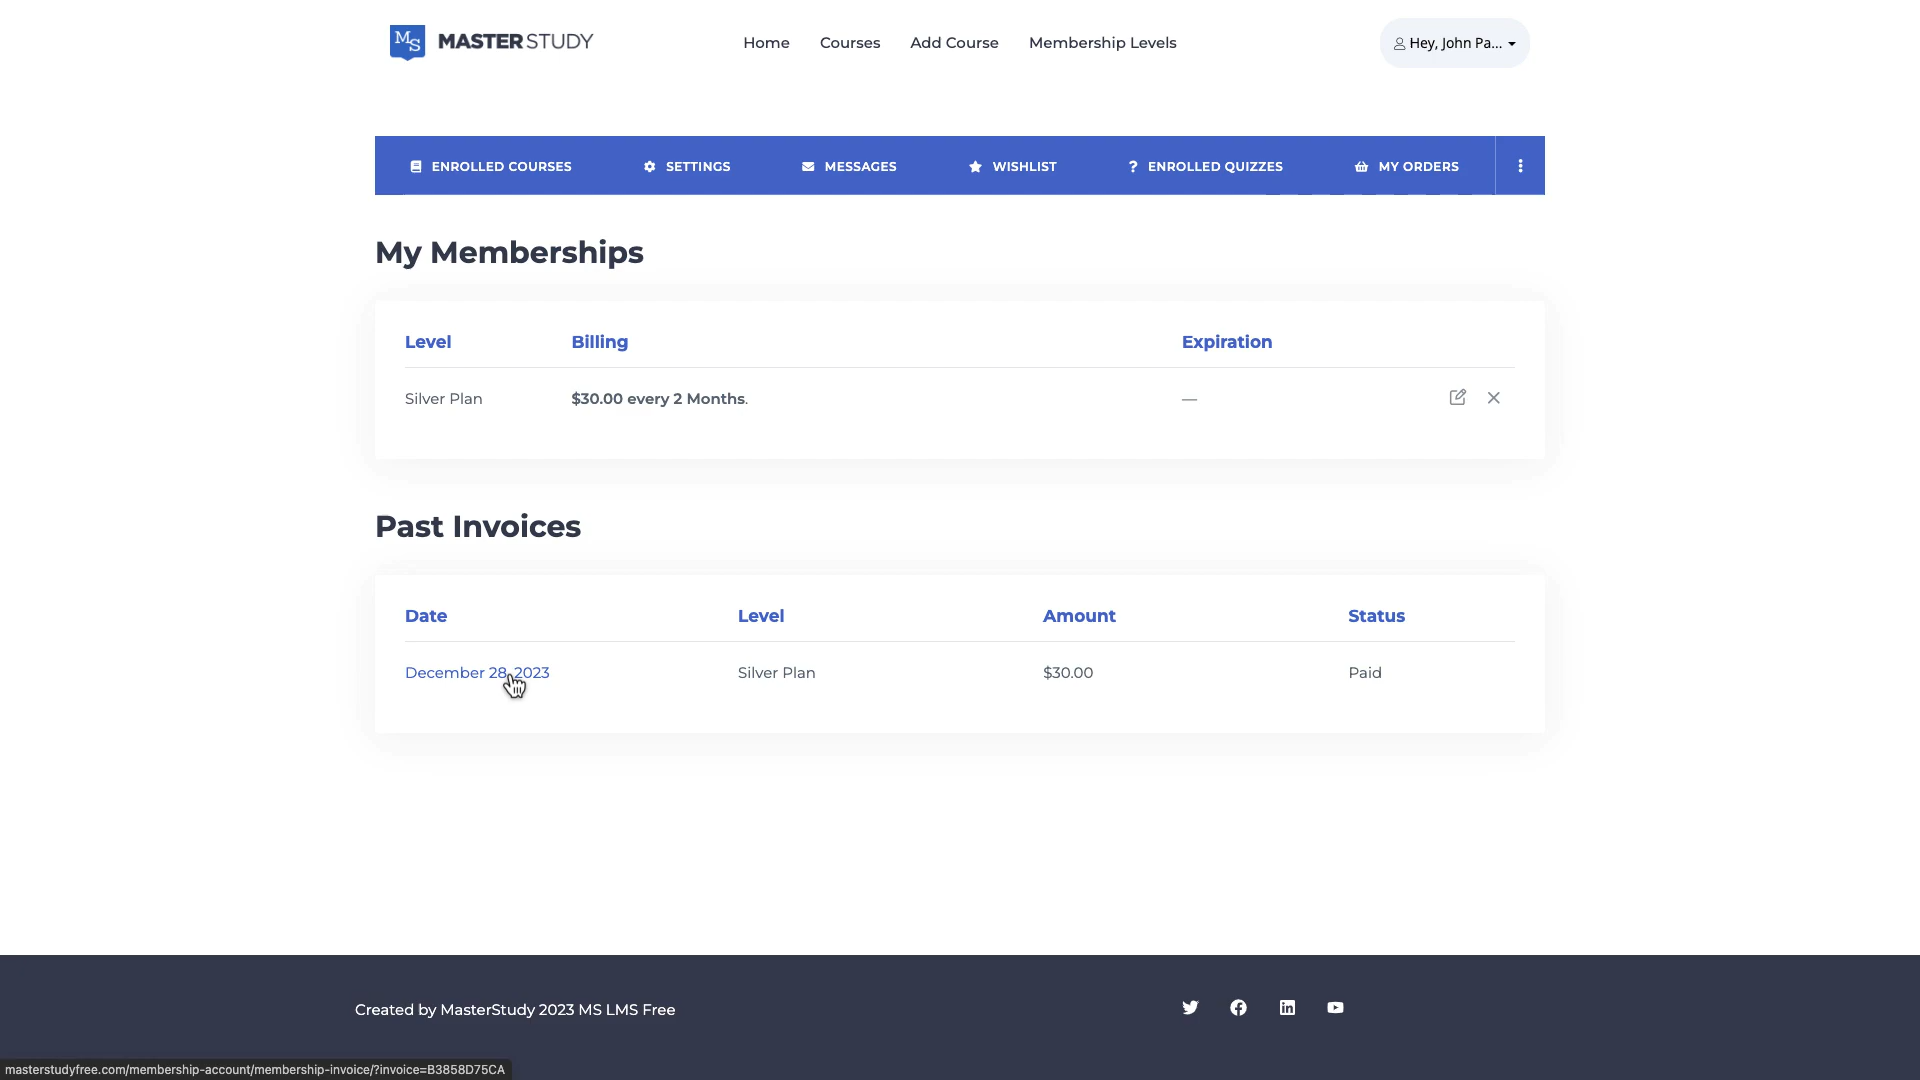 MS MASTERSTUDY
Home Courses Add Course Membership Levels
Hey, John Pa...
ENROLLED COURSES SETTINGS MESSAGES WISHLIST ENROLLED QUIZZES MY ORDERS
My Memberships
Level Billing Expiration
Silver Plan $30.00 every 2 Months. —
Past Invoices
Date Level Amount Status
December 28, 2023 Silver Plan $30.00 Paid
Created by MasterStudy 2023 MS LMS Free
masterstudyfree.com/membership-account/membership-invoice/?invoice=B3858D75CA